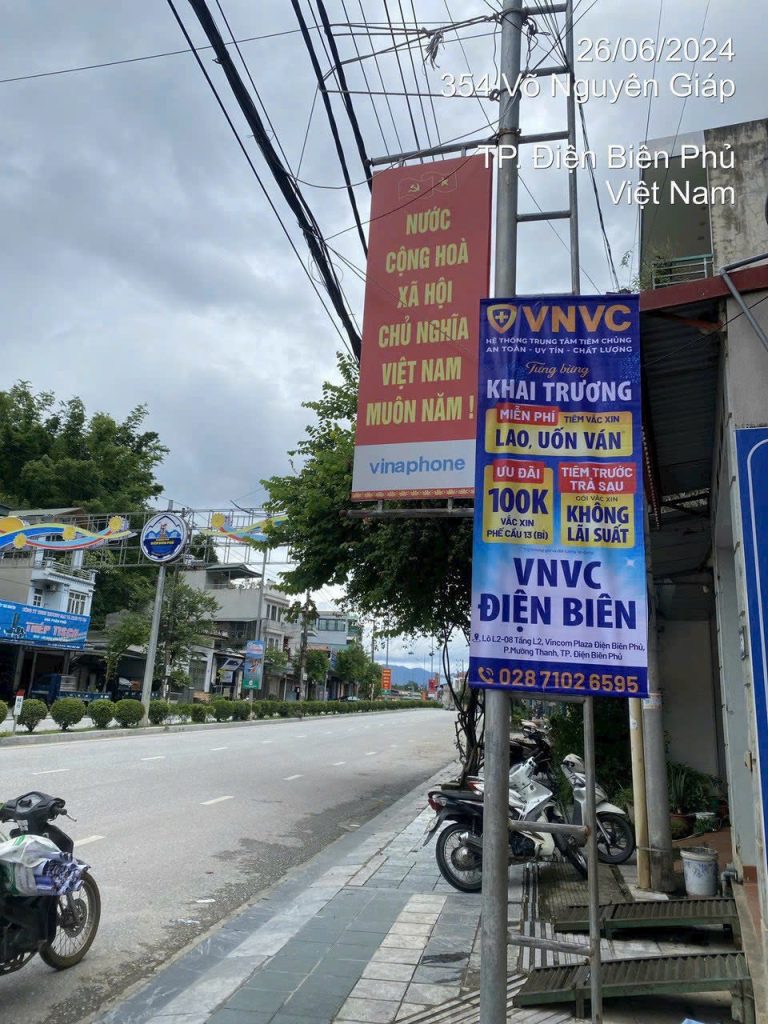 26/06/2024
354 Võ Nguyên Giáp
TP. Điện Biên Phủ
Việt Nam
NƯỚC
CỘNG HOÀ
XÃ HỘI
CHỦ NGHĨA
VIỆT NAM
MUÔN NĂM !
vinaphone
VNVC
HỆ THỐNG TRUNG TÂM TIÊM CHỦNG
AN TOÀN - UY TÍN - CHẤT LƯỢNG
Tưng bừng
KHAI TRƯƠNG
MIỄN PHÍ TIÊM VẮC XIN
LAO, UỐN VÁN
ƯU ĐÃI
100K
VẮC XIN
PHẾ CẦU 13 (BỈ)
TIÊM TRƯỚC
TRẢ SAU
GÓI VẮC XIN
KHÔNG
LÃI SUẤT
VNVC
ĐIỆN BIÊN
Lô L2-08 Tầng L2, Vincom Plaza Điện Biên Phủ,
P.Mường Thanh, TP. Điện Biên Phủ
028 7102 6595